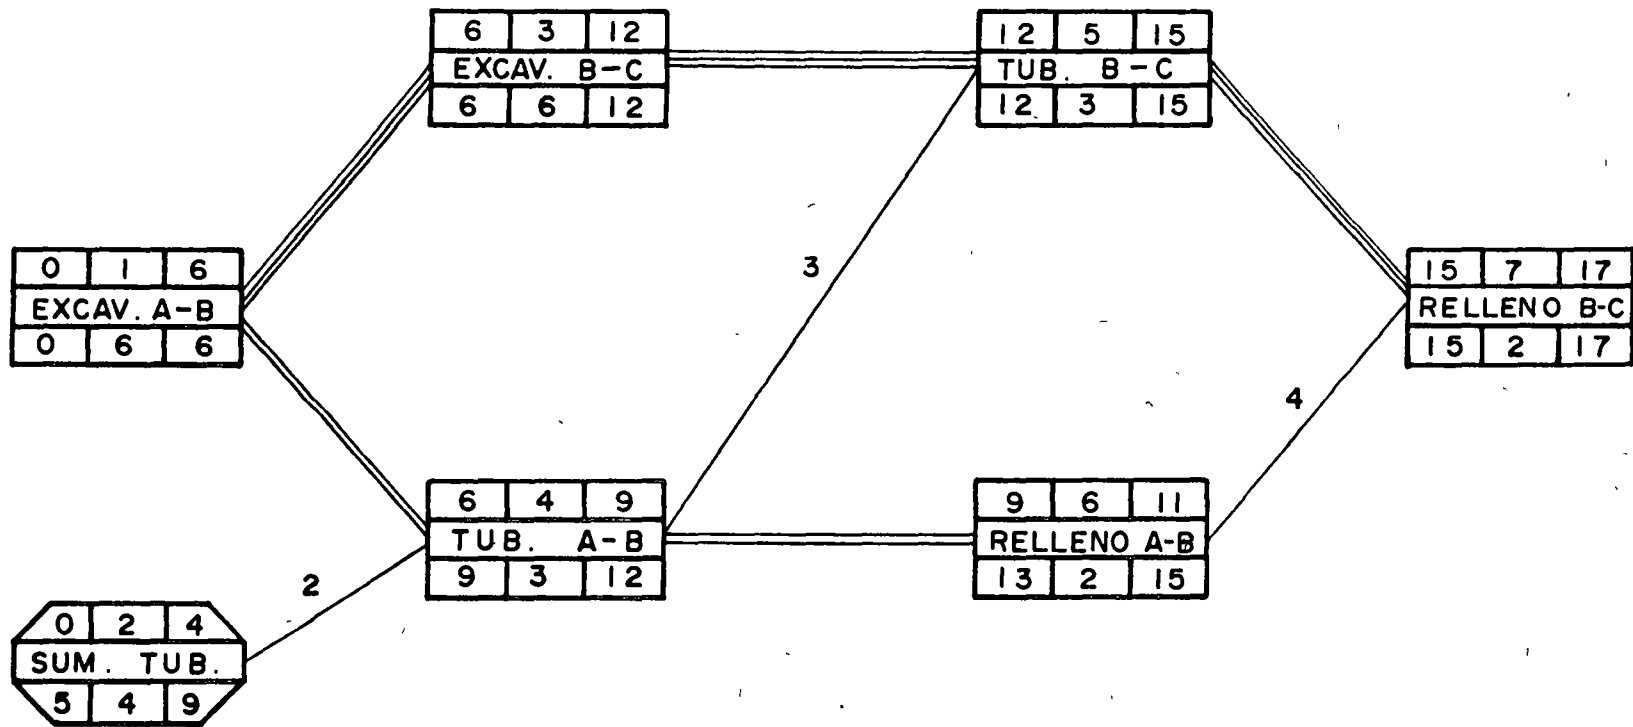 6 3 12
EXCAV. B-C
6 6 12
12 5 15
TUB. B-C
12 3 15
0 1 6
EXCAV. A-B
0 6 6
3
15 7 17
RELLENO B-C
15 2 17
4
6 4 9
TUB. A-B
9 3 12
9 6 11
RELLENO A-B
13 2 15
2
0 2 4
SUM. TUB.
5 4 9